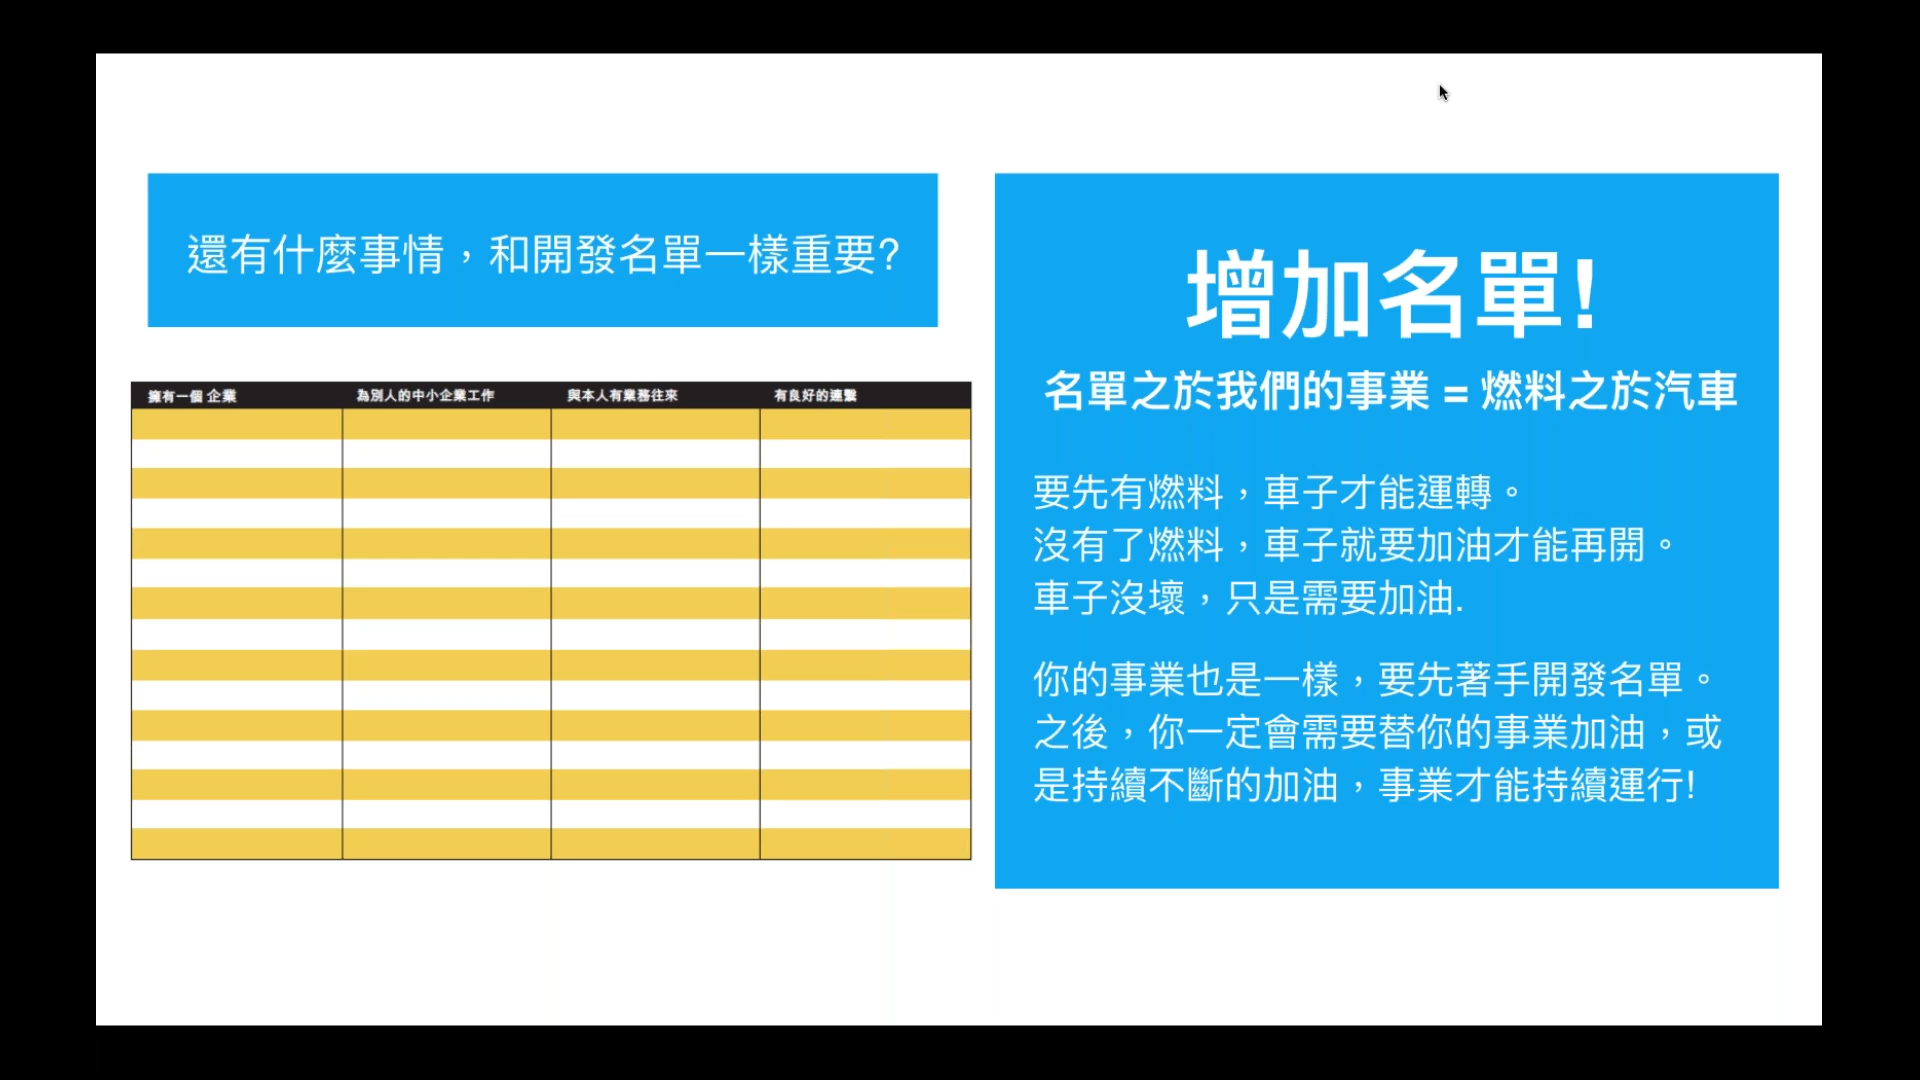 還有什麼事情，和開發名單一樣重要?
擁有一個 企業
為別人的中小企業工作
與本人有業務往來
有良好的連繫
增加名單!
名單之於我們的事業 = 燃料之於汽車
要先有燃料，車子才能運轉。
沒有了燃料，車子就要加油才能再開。
車子沒壞，只是需要加油.
你的事業也是一樣，要先著手開發名單。
之後，你一定會需要替你的事業加油，或
是持續不斷的加油，事業才能持續運行!